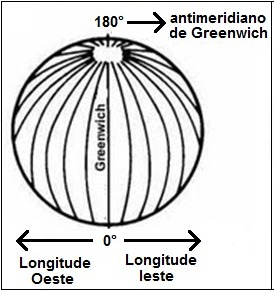 180° antimeridiano
de Greenwich
Greenwich
0°
Longitude
Oeste
Longitude
leste